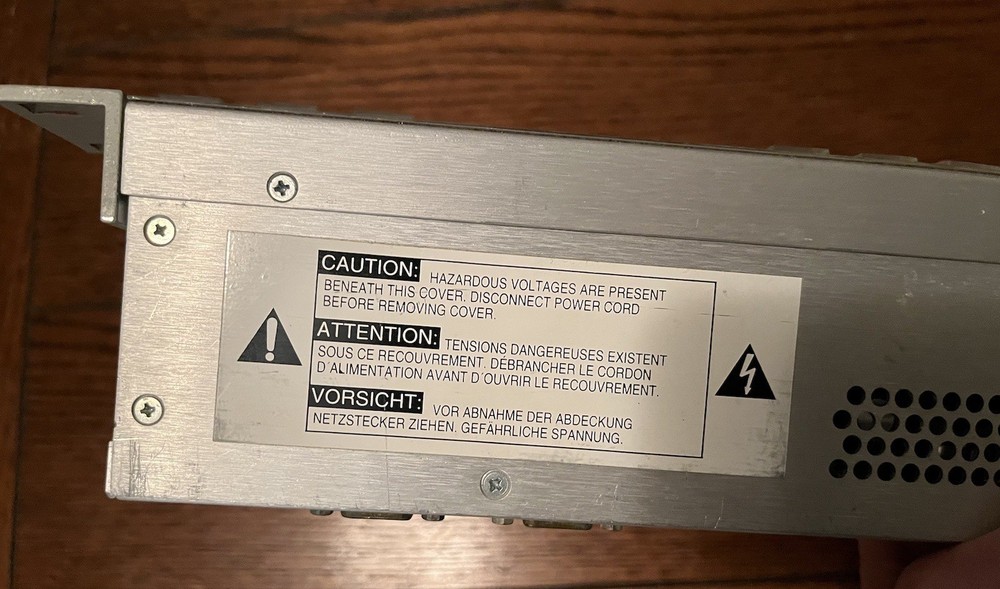 CAUTION: HAZARDOUS VOLTAGES ARE PRESENT
BENEATH THIS COVER. DISCONNECT POWER CORD
BEFORE REMOVING COVER.
ATTENTION: TENSIONS DANGEREUSES EXISTENT
SOUS CE RECOUVREMENT. DÉBRANCHER LE CORDON
D'ALIMENTATION AVANT D'OUVRIR LE RECOUVREMENT.
VORSICHT: VOR ABNAHME DER ABDECKUNG
NETZSTECKER ZIEHEN. GEFÄHRLICHE SPANNUNG.